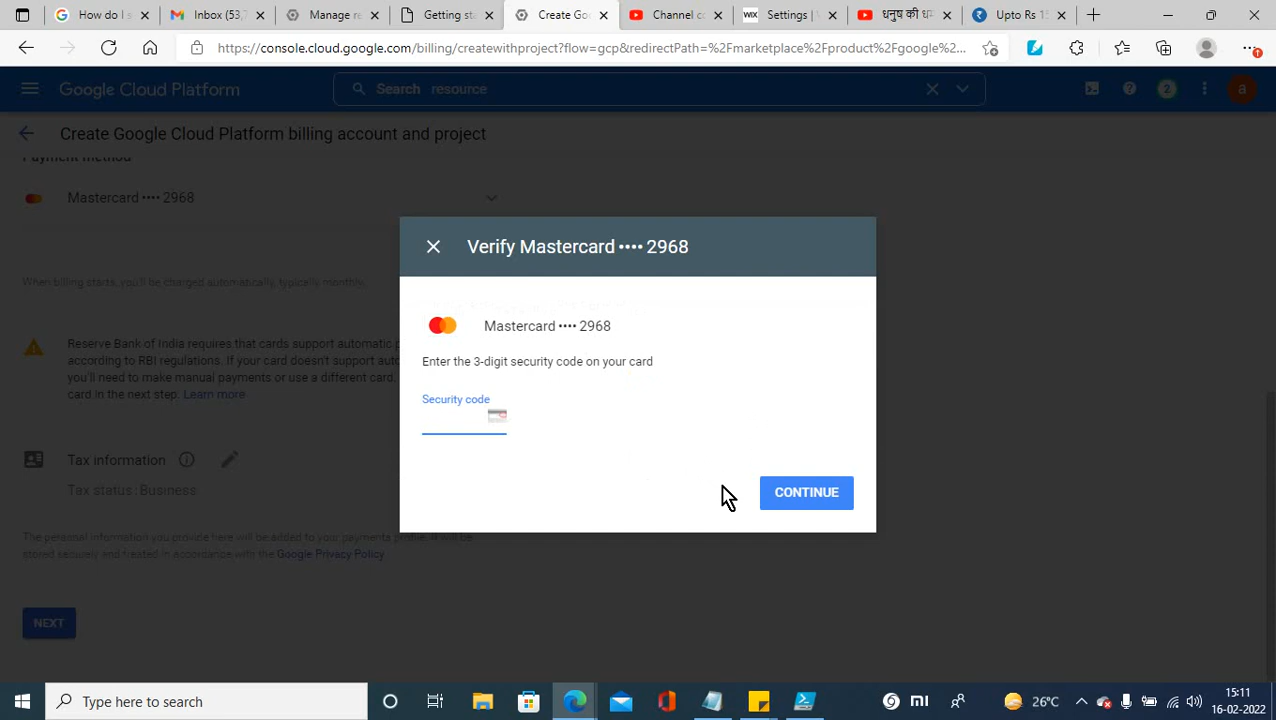 How do I s
Inbox (53,7
Manage re
Getting sta
Create Goo
Channel co
WIX Settings |
धनुष की
Upto Rs 15
https://console.cloud.google.com/billing/createwithproject?flow=gcp&redirectPath=%2Fmarketplace%2Fproduct%2Fgoogle%2...
Google Cloud Platform
Search resource
2
a
Create Google Cloud Platform billing account and project
Payment method
Mastercard •••• 2968
When billing starts, you'll be charged automatically, typically monthly.
Reserve Bank of India requires that cards support automatic p
according to RBI regulations. If your card doesn't support auto
you'll need to make manual payments or use a different card.
card.In the next step. Learn more
Verify Mastercard •••• 2968
Mastercard •••• 2968
Enter the 3-digit security code on your card
Security code
CONTINUE
Tax information
Tax status :Business
The personal information you provide here will be added to your payments profile. It will be
stored securely and treated in accordance with the Google Privacy Policy.
NEXT
Type here to search
26°C
15:11
16-02-2022